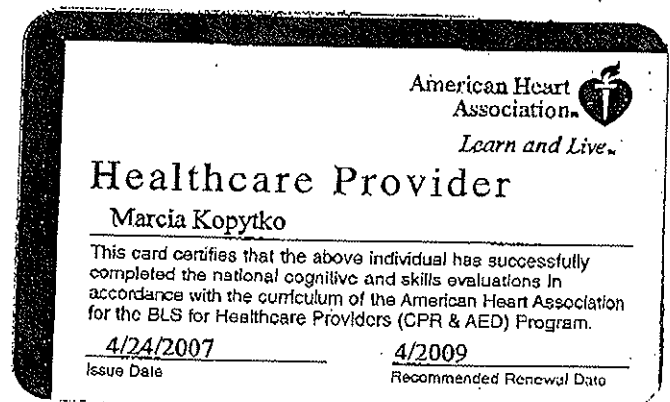 American Heart
Association℠
Learn and Live℠
Healthcare Provider
Marcia Kopytko
This card certifies that the above individual has successfully
completed the national cognitive and skills evaluations in
accordance with the curriculum of the American Heart Association
for the BLS for Healthcare Providers (CPR & AED) Program.
4/24/2007 4/2009
Issue Date Recommended Renewal Date